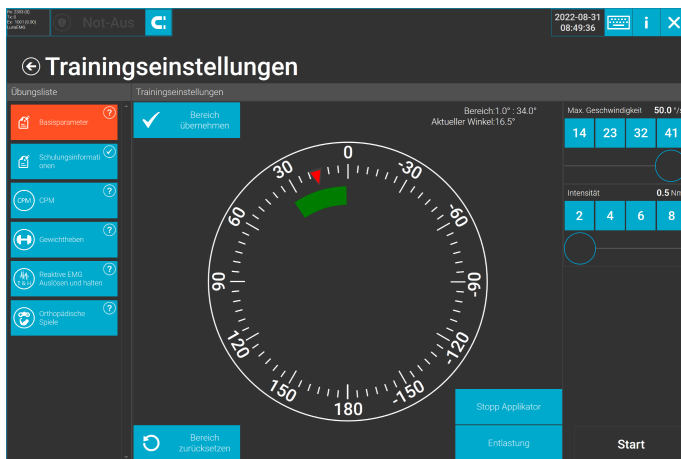 Not-Aus
2022-08-31
08:49:36
Trainingseinstellungen
Übungsliste
Trainingseinstellungen
Basisparameter
Schulungsinformati
onen
CPM
CPM
Gewichtheben
Reaktive EMG
Auslösen und halten
T & H
Orthopädische
Spiele
Bereich
übernehmen
Bereich:1.0° : 34.0°
Aktueller Winkel:16.5°
0
-30
-60
-90
-120
-150
180
150
120
90
60
30
Bereich
zurücksetzen
Stopp Applikator
Entlastung
Max. Geschwindigkeit 50.0 °/s
14 23 32 41
Intensität 0.5 Nm
2 4 6 8
Start